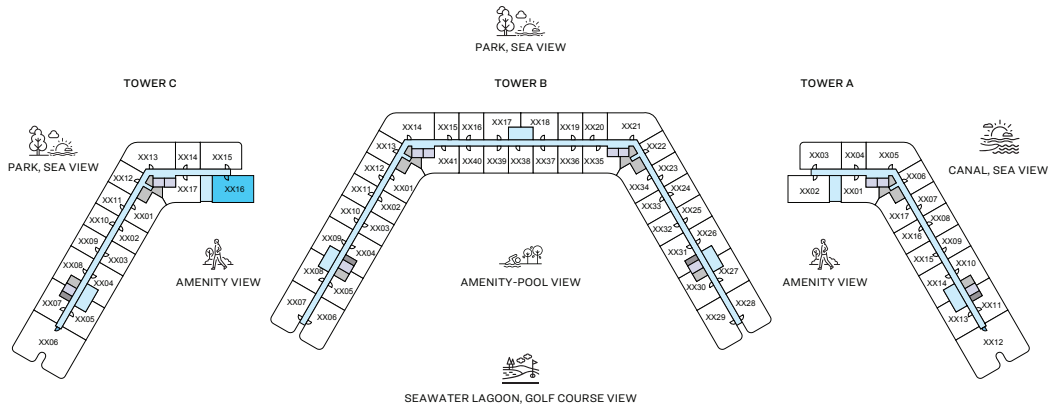 PARK, SEA VIEW
TOWER C
TOWER B
TOWER A
PARK, SEA VIEW
CANAL, SEA VIEW
AMENITY VIEW
AMENITY-POOL VIEW
AMENITY VIEW
SEAWATER LAGOON, GOLF COURSE VIEW
XX13
XX14
XX15
XX12
XX17
XX16
XX11
XX01
XX10
XX02
XX09
XX03
XX08
XX04
XX07
XX05
XX06
XX14
XX15
XX16
XX17
XX18
XX19
XX20
XX21
XX13
XX41
XX40
XX39
XX38
XX37
XX36
XX35
XX22
XX12
XX23
XX11
XX01
XX34
XX24
XX10
XX02
XX33
XX25
XX09
XX03
XX32
XX26
XX08
XX04
XX31
XX27
XX07
XX05
XX30
XX28
XX06
XX29
XX03
XX04
XX05
XX02
XX01
XX06
XX17
XX07
XX16
XX08
XX15
XX09
XX14
XX10
XX13
XX11
XX12